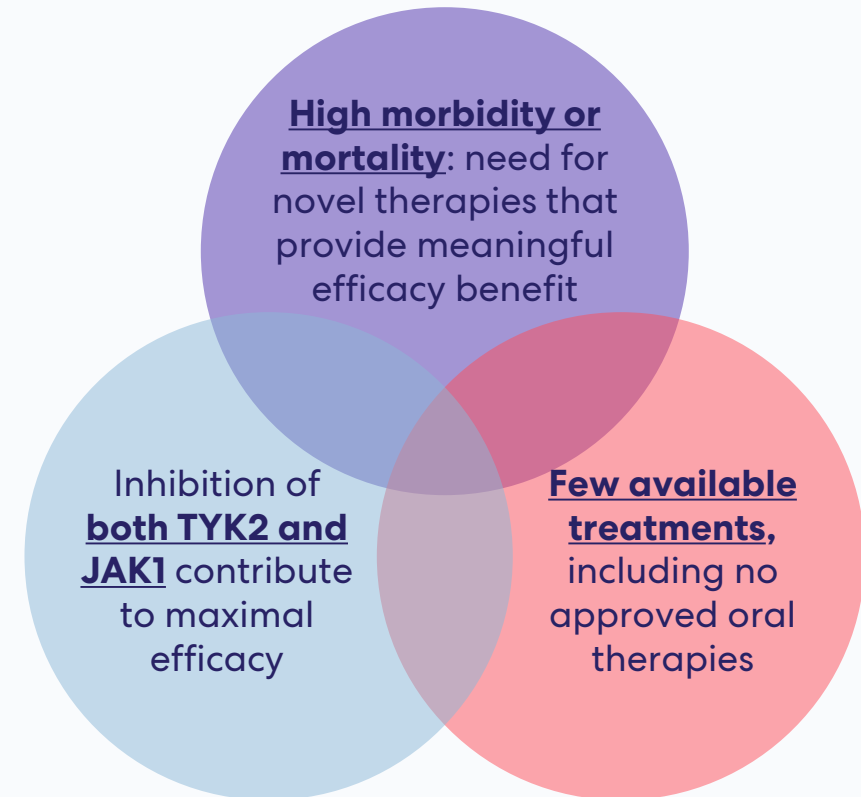 High morbidity or
mortality: need for
novel therapies that
provide meaningful
efficacy benefit
Inhibition of
both TYK2 and
JAK1 contribute
to maximal
efficacy
Few available
treatments,
including no
approved oral
therapies